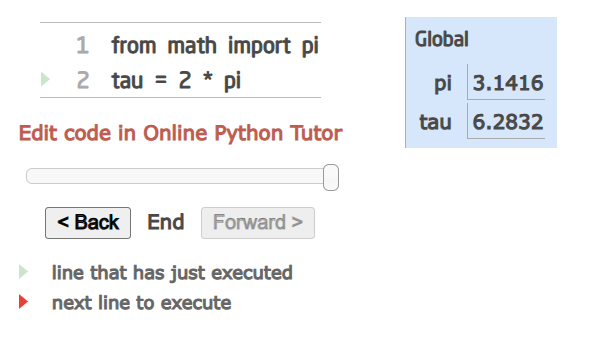 1 from math import pi
2 tau = 2 * pi
Edit code in Online Python Tutor
< Back End Forward >
line that has just executed
next line to execute
Global
pi 3.1416
tau 6.2832